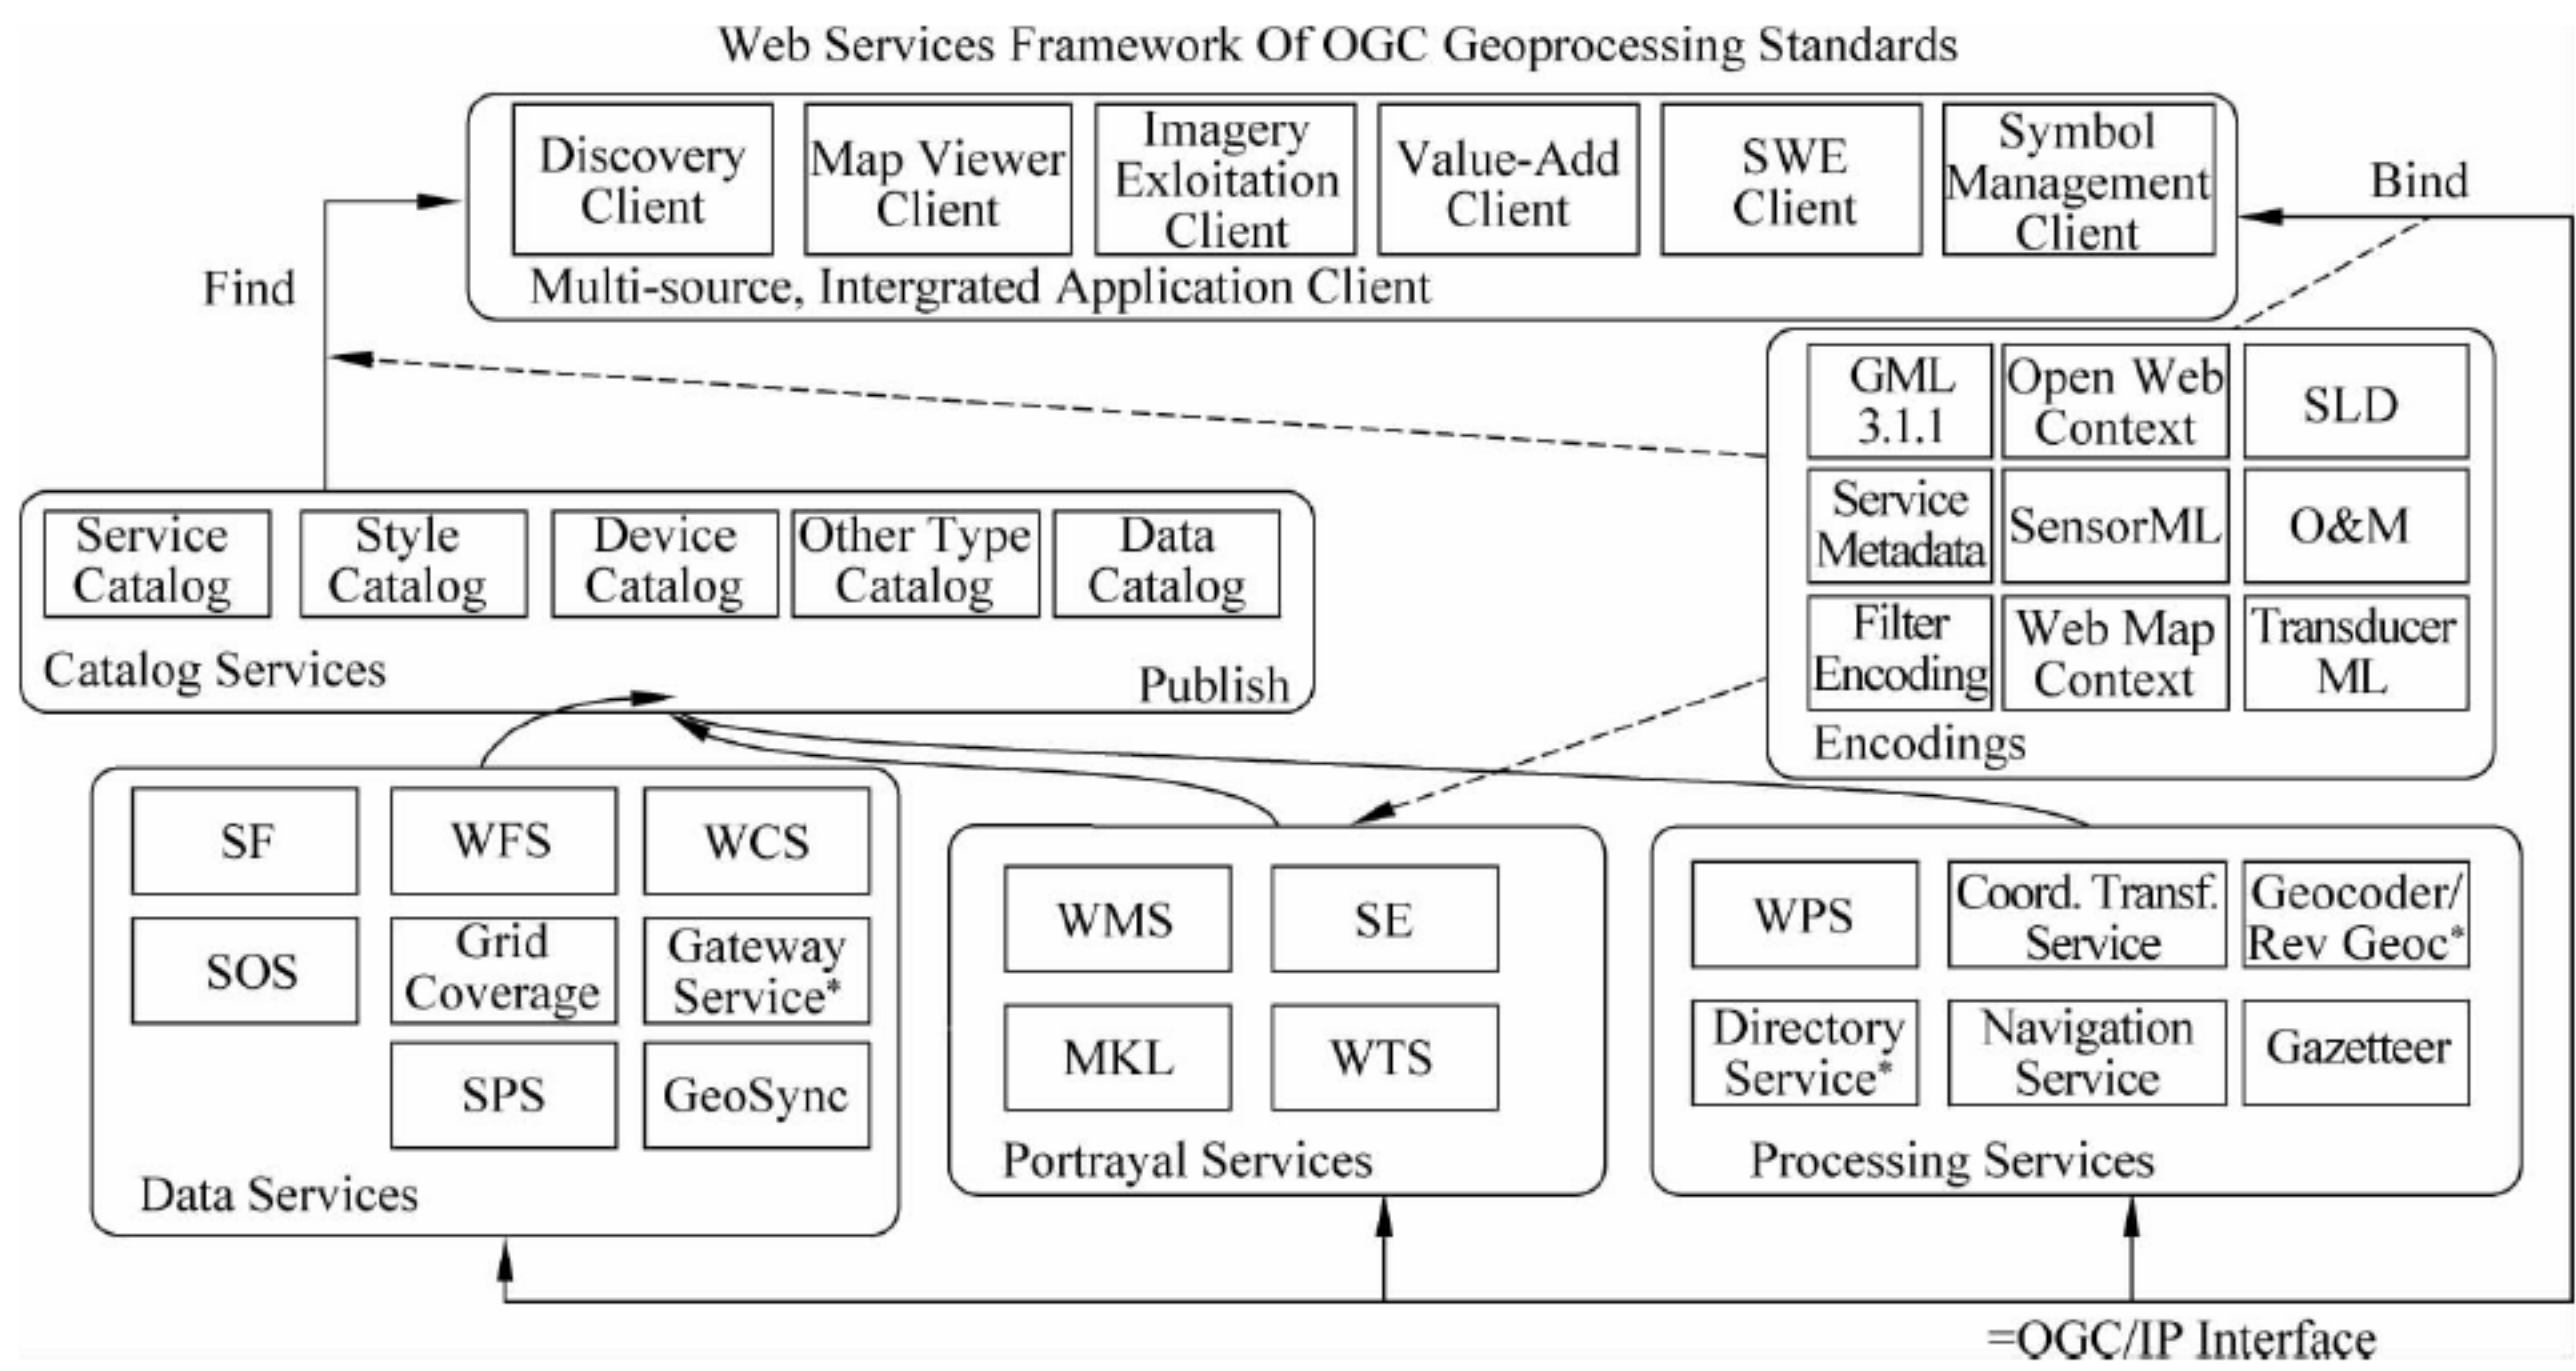 Web Services Framework Of OGC Geoprocessing Standards
Discovery
Client
Map Viewer
Client
Imagery
Exloitation
Client
Value-Add
Client
SWE
Client
Symbol
Management
Client
Multi-source, Intergrated Application Client
Bind
Find
GML
3.1.1
Open Web
Context
SLD
Service
Metadata
SensorML
O&M
Filter
Encoding
Web Map
Context
Transducer
ML
Encodings
Service
Catalog
Style
Catalog
Device
Catalog
Other Type
Catalog
Data
Catalog
Catalog Services
Publish
SF
WFS
WCS
SOS
Grid
Coverage
Gateway
Service*
SPS
GeoSync
Data Services
WMS
SE
MKL
WTS
Portrayal Services
WPS
Coord. Transf.
Service
Geocoder/
Rev Geoc*
Directory
Service*
Navigation
Service
Gazetteer
Processing Services
=OGC/IP Interface